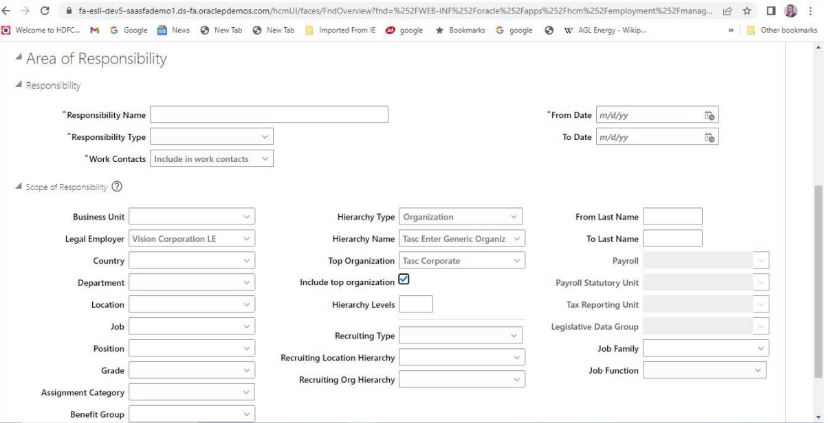 fa-esll-dev5-saasfademo1.ds-fa.oraclepdemos.com/hcmUI/faces/FndOverview?fnd=%252FWEB-INF%252Foracle%252Fapps%252Fhcm%252Femployment%252Fmanag...
Welcome to HDFC... Google News New Tab New Tab Imported From IE google Bookmarks google W AGL Energy - Wikip... » Other bookmarks
Area of Responsibility
Responsibility
*Responsibility Name *From Date m/d/yy
*Responsibility Type To Date m/d/yy
*Work Contacts Include in work contacts
Scope of Responsibility ?
Business Unit Hierarchy Type Organization From Last Name
Legal Employer Vision Corporation LE Hierarchy Name Tasc Enter Generic Organiz To Last Name
Country Top Organization Tasc Corporate Payroll
Department Include top organization Payroll Statutory Unit
Location Hierarchy Levels Tax Reporting Unit
Job Recruiting Type Legislative Data Group
Position Recruiting Location Hierarchy Job Family
Grade Recruiting Org Hierarchy Job Function
Assignment Category
Benefit Group